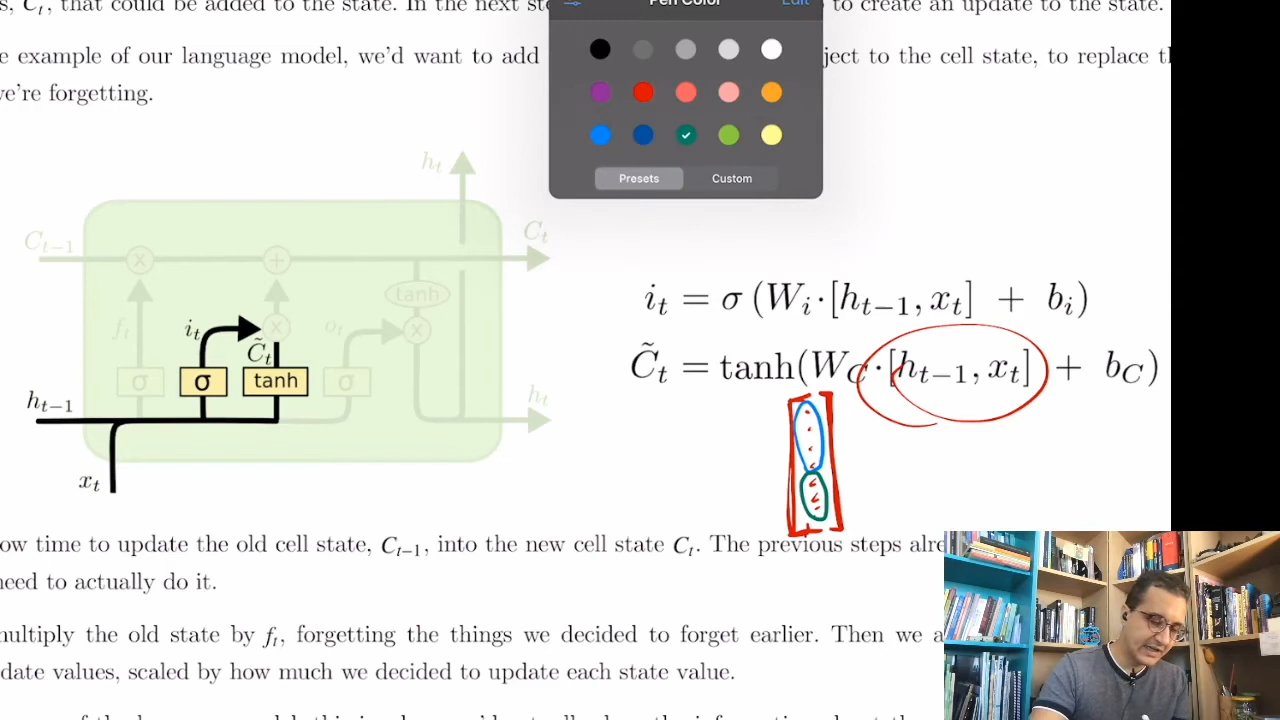 s, C̃ₜ, that could be added to the state. In the next to create an update to the state.
Pen Color
Edit
e example of our language model, we'd want to add ject to the cell state, to replace
we're forgetting.
Presets
Custom
hₜ
Cₜ₋₁
Cₜ
tanh
fₜ
iₜ
C̃ₜ
oₜ
σ
σ
tanh
σ
hₜ₋₁
hₜ
xₜ
iₜ = σ (Wᵢ·[hₜ₋₁, xₜ] + bᵢ)
C̃ₜ = tanh(W_C·[hₜ₋₁, xₜ] + b_C)
ow time to update the old cell state, Cₜ₋₁, into the new cell state Cₜ. The previous steps
need to actually do it.
multiply the old state by fₜ, forgetting the things we decided to forget earlier. Then we
date values, scaled by how much we decided to update each state value.